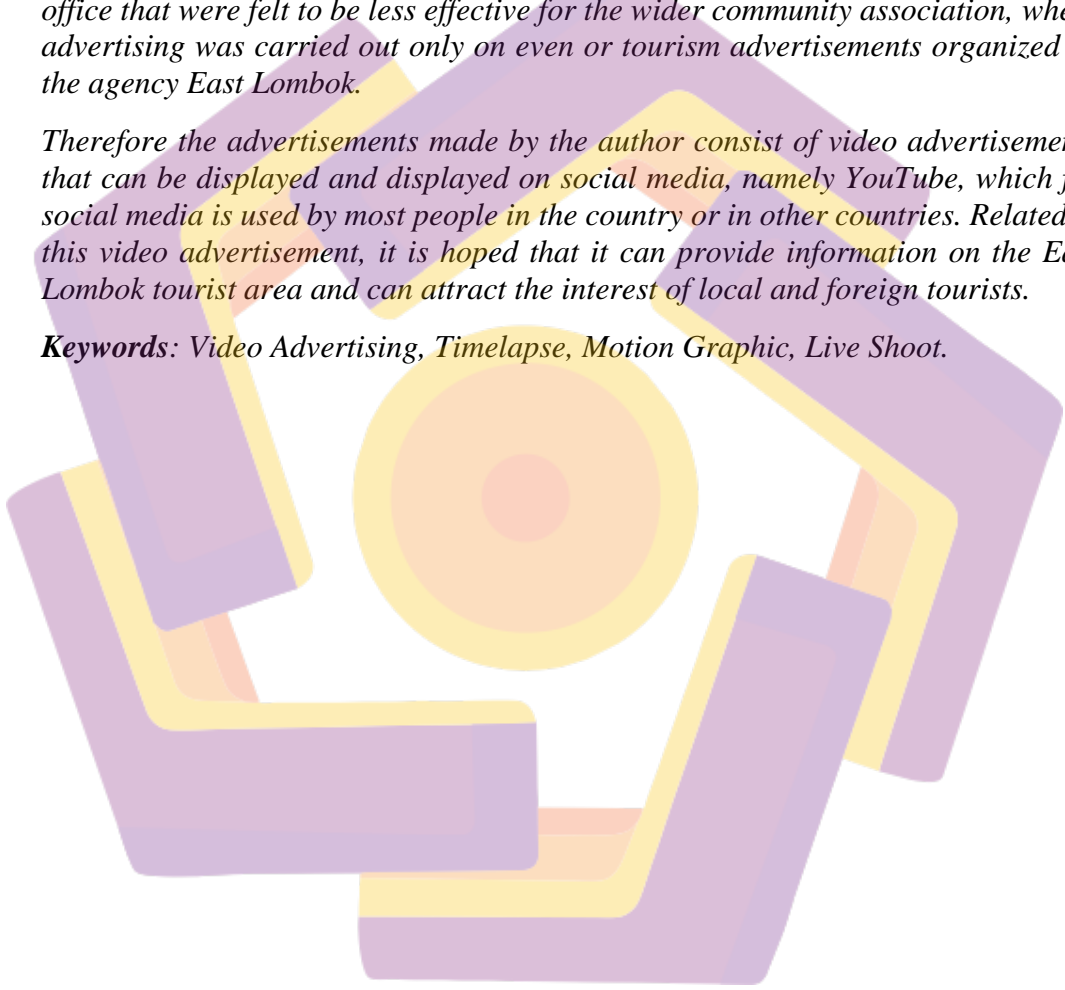 office that were felt to be less effective for the wider community association, whe
advertising was carried out only on even or tourism advertisements organized
the agency East Lombok.
Therefore the advertisements made by the author consist of video advertisemen
that can be displayed and displayed on social media, namely YouTube, which f
social media is used by most people in the country or in other countries. Related
this video advertisement, it is hoped that it can provide information on the Ea
Lombok tourist area and can attract the interest of local and foreign tourists.
Keywords: Video Advertising, Timelapse, Motion Graphic, Live Shoot.